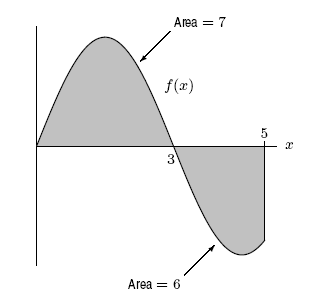 Area = 7
f(x)
5
x
3
Area = 6